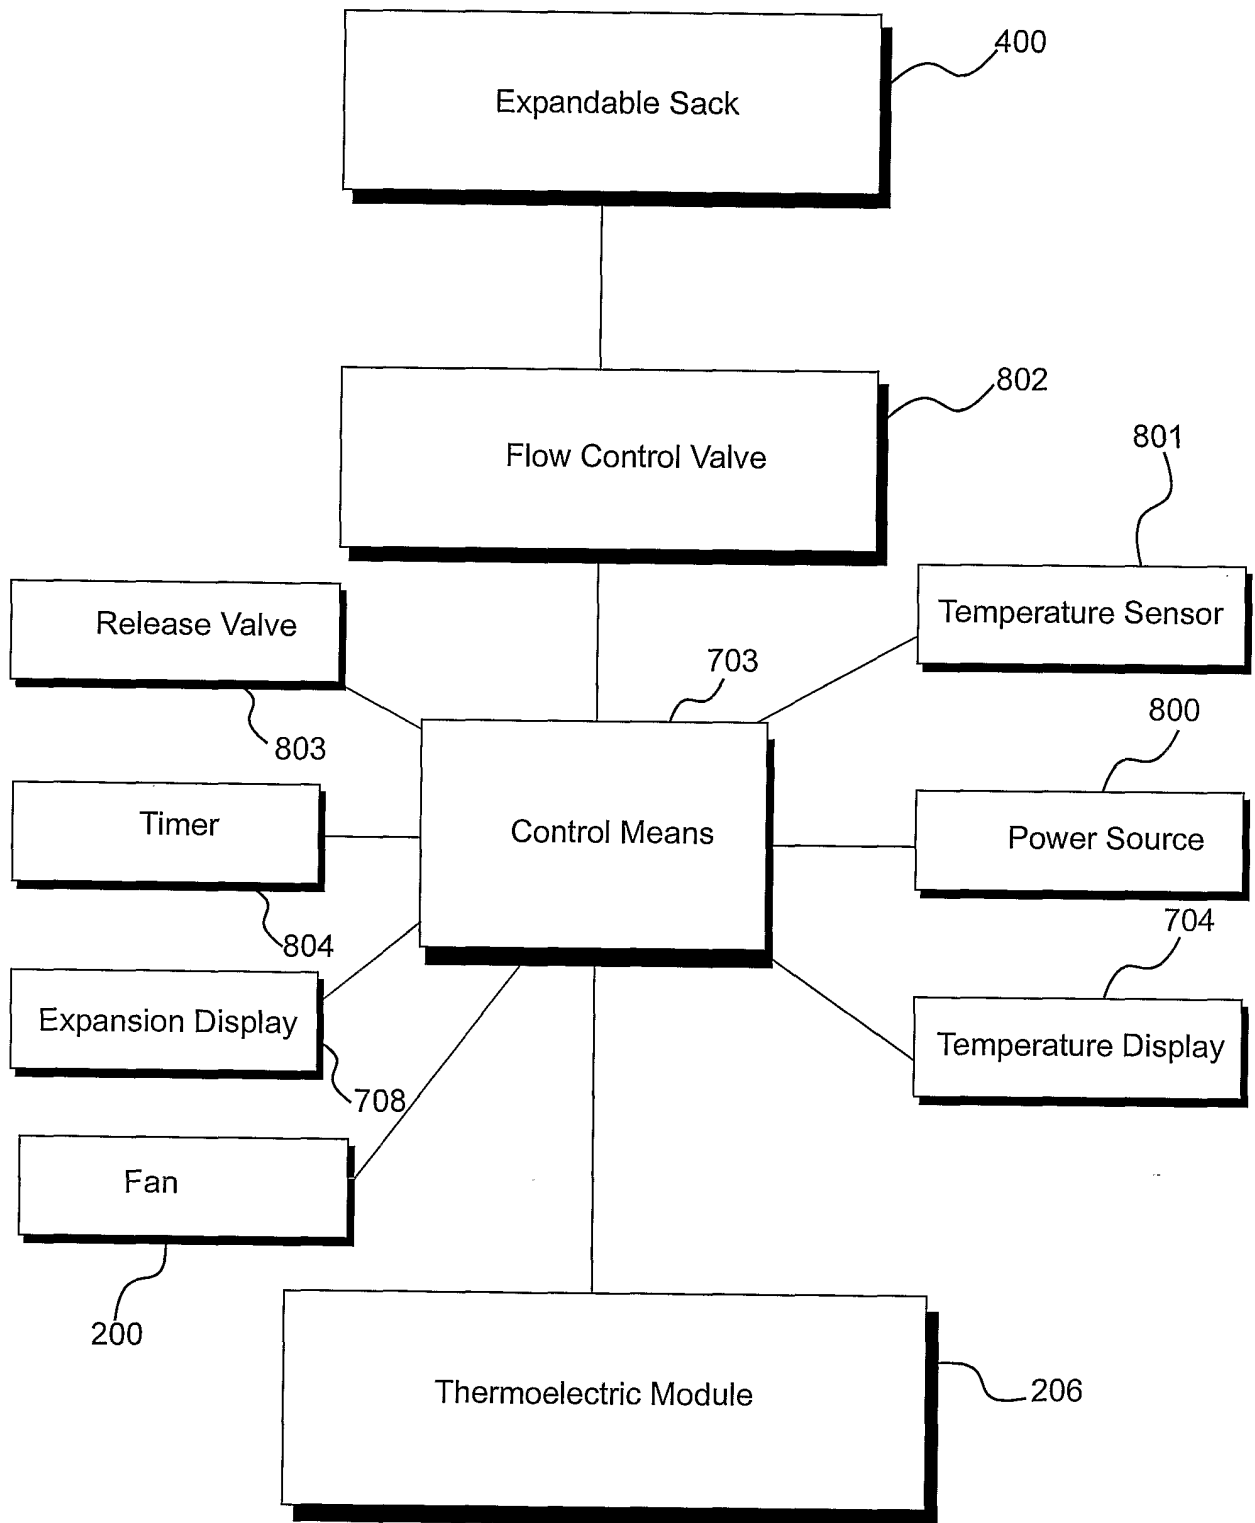 400
Expandable Sack
802
Flow Control Valve
801
Temperature Sensor
Release Valve
703
803
800
Timer
Control Means
Power Source
804
704
Expansion Display
Temperature Display
708
Fan
200
Thermoelectric Module
206